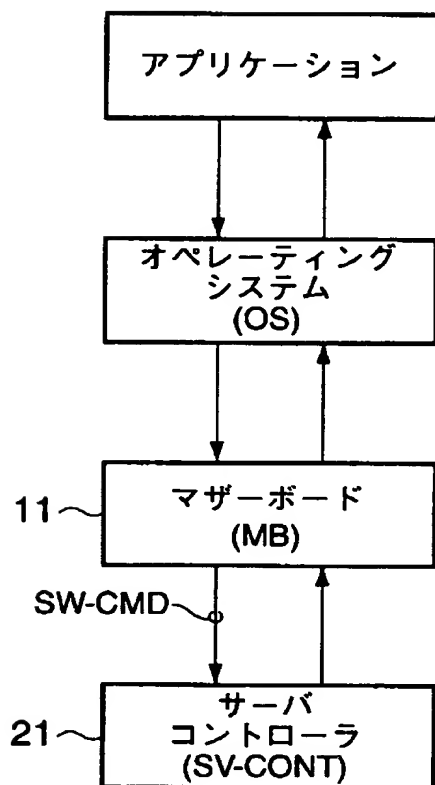 アプリケーション
オペレーティング
システム
(OS)
11
マザーボード
(MB)
SW-CMD
21
サーバ
コントローラ
(SV-CONT)